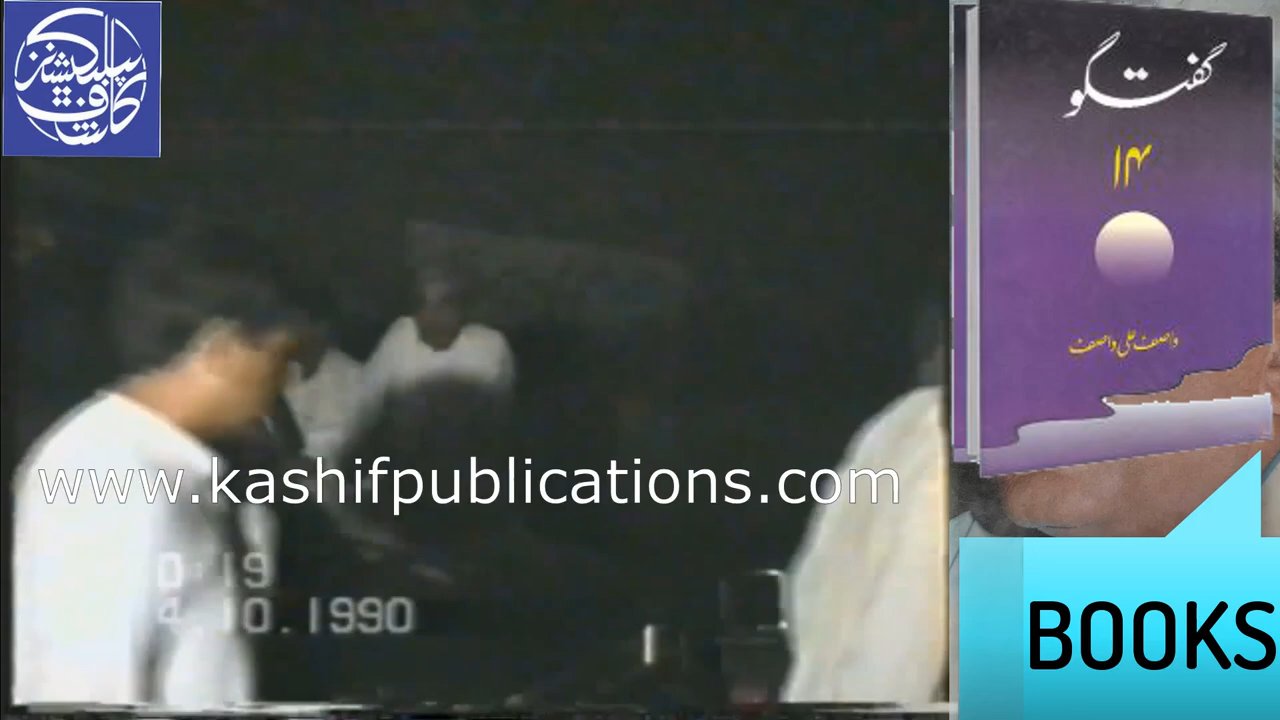 کاشف پبلیکیشنز
گفتگو
۱۴
واصف علی واصف
www.kashifpublications.com
0:19
4.10.1990
BOOKS